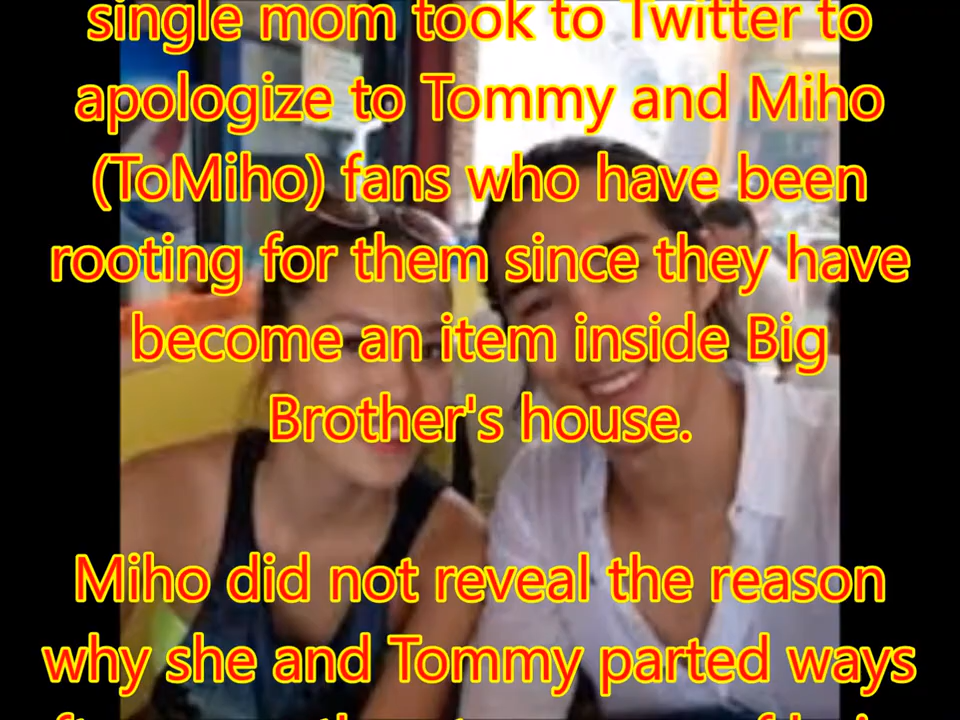 single mom took to Twitter to
apologize to Tommy and Miho
(ToMiho) fans who have been
rooting for them since they have
become an item inside Big
Brother's house.
Miho did not reveal the reason
why she and Tommy parted ways